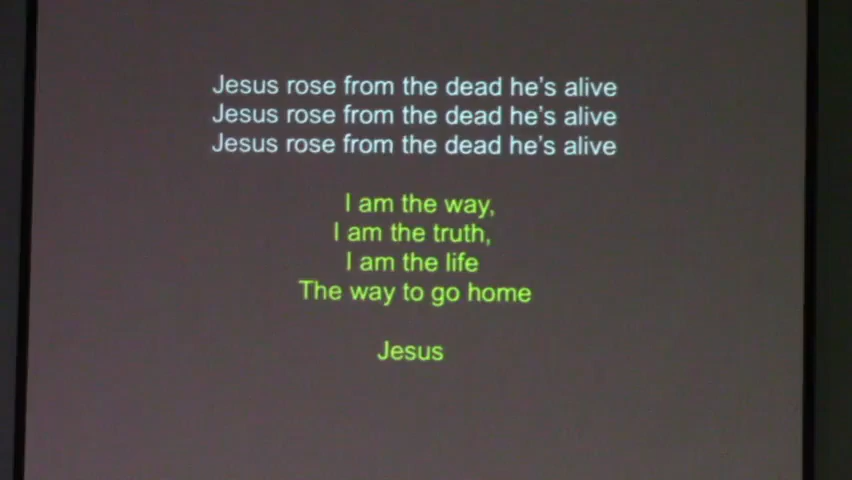 Jesus rose from the dead he's alive
Jesus rose from the dead he's alive
Jesus rose from the dead he's alive
I am the way,
I am the truth,
I am the life
The way to go home
Jesus